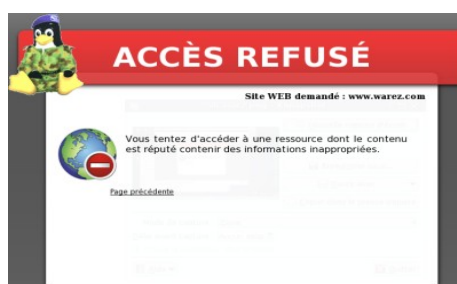 ACCÈS REFUSÉ
Site WEB demandé : www.warez.com
Vous tentez d'accéder à une ressource dont le contenu
est réputé contenir des informations inappropriées.
Page précédente